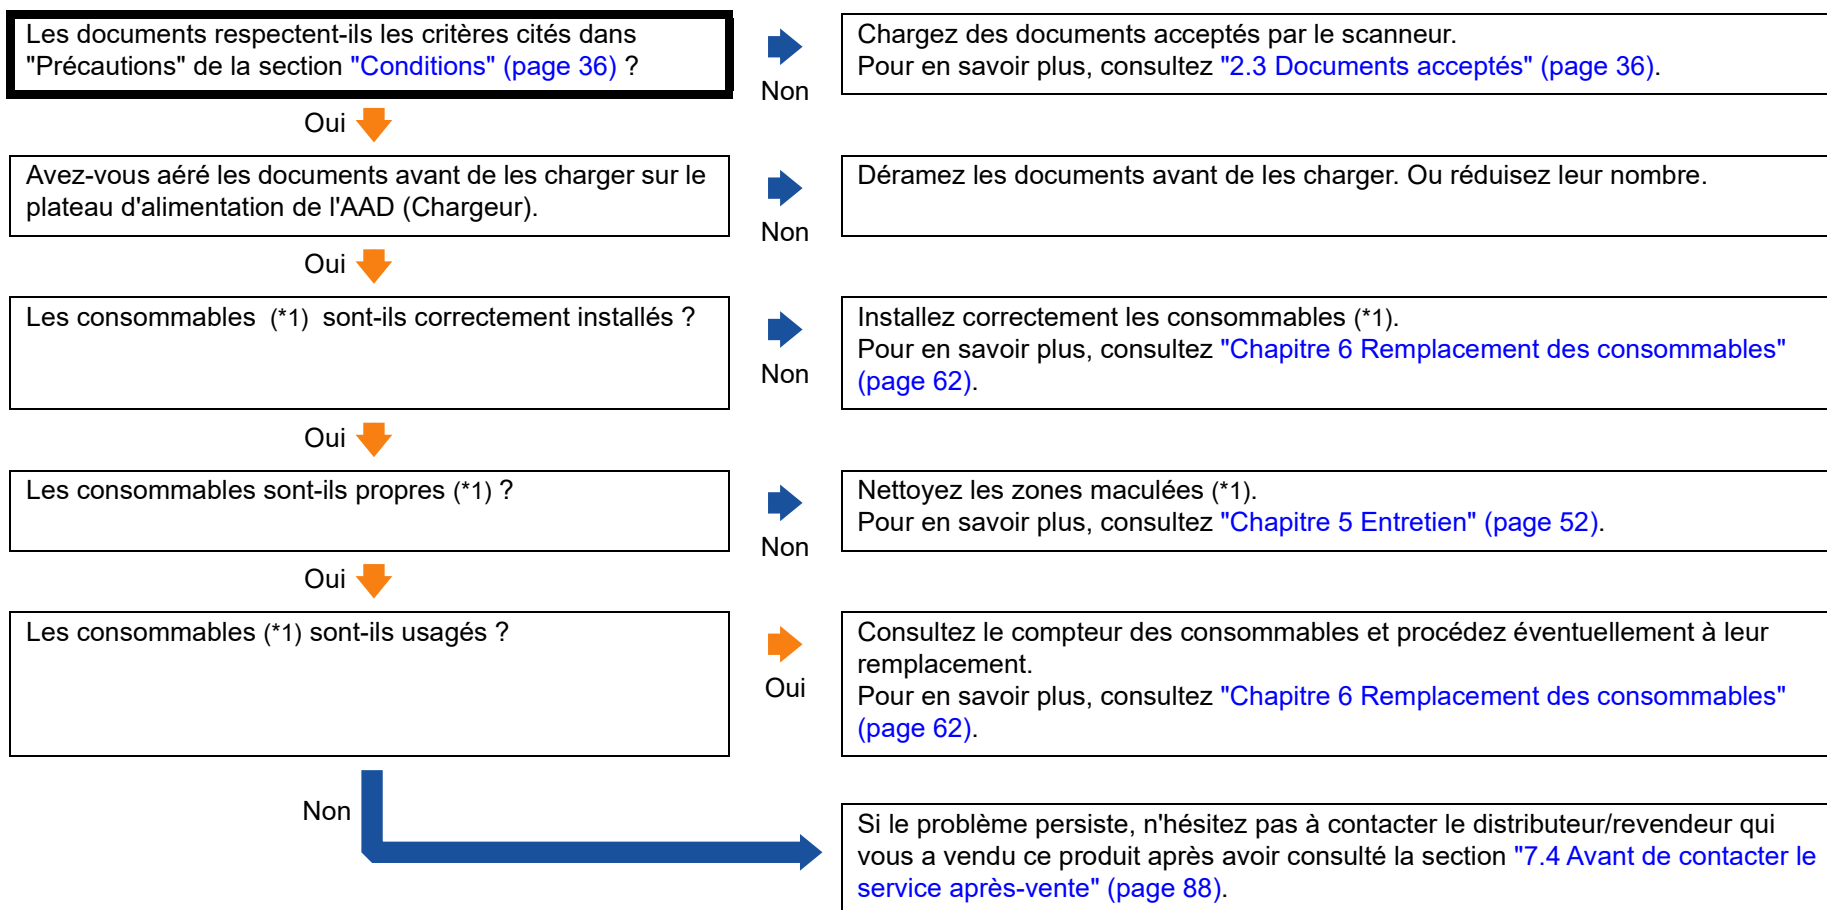 Les documents respectent-ils les critères cités dans
"Précautions" de la section "Conditions" (page 36) ?
Non
Chargez des documents acceptés par le scanneur.
Pour en savoir plus, consultez "2.3 Documents acceptés" (page 36).
Oui
Avez-vous aéré les documents avant de les charger sur le
plateau d'alimentation de l'AAD (Chargeur).
Non
Déramez les documents avant de les charger. Ou réduisez leur nombre.
Oui
Les consommables (*1) sont-ils correctement installés ?
Non
Installez correctement les consommables (*1).
Pour en savoir plus, consultez "Chapitre 6 Remplacement des consommables"
(page 62).
Oui
Les consommables sont-ils propres (*1) ?
Non
Nettoyez les zones maculées (*1).
Pour en savoir plus, consultez "Chapitre 5 Entretien" (page 52).
Oui
Les consommables (*1) sont-ils usagés ?
Oui
Consultez le compteur des consommables et procédez éventuellement à leur
remplacement.
Pour en savoir plus, consultez "Chapitre 6 Remplacement des consommables"
(page 62).
Non
Si le problème persiste, n'hésitez pas à contacter le distributeur/revendeur qui
vous a vendu ce produit après avoir consulté la section "7.4 Avant de contacter le
service après-vente" (page 88).